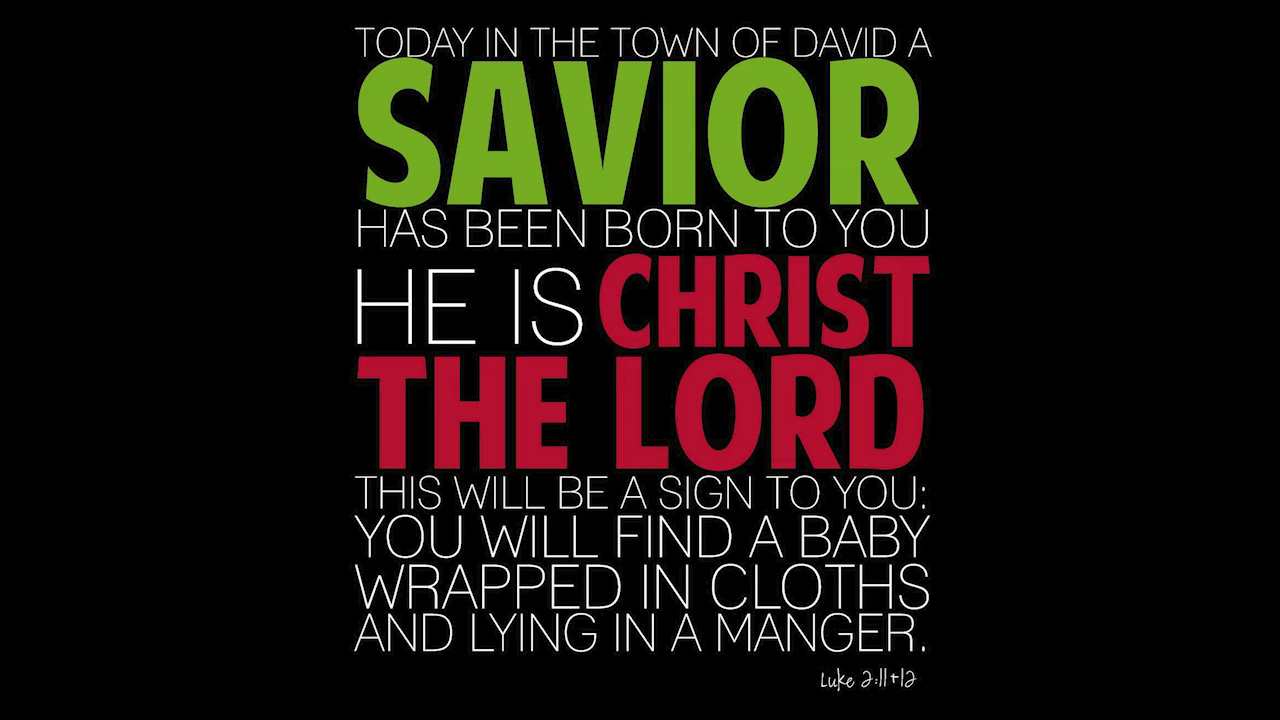 TODAY IN THE TOWN OF DAVID A
SAVIOR
HAS BEEN BORN TO YOU
HE IS CHRIST
THE LORD
THIS WILL BE A SIGN TO YOU:
YOU WILL FIND A BABY
WRAPPED IN CLOTHS
AND LYING IN A MANGER.
Luke 2:11+12